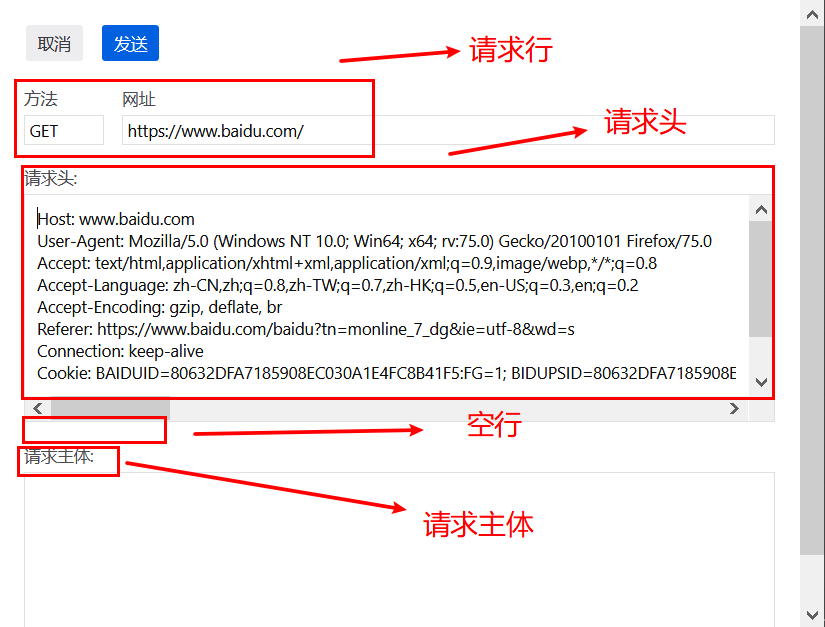 取消 发送
请求行
方法 网址
GET https://www.baidu.com/
请求头
请求头:
Host: www.baidu.com
User-Agent: Mozilla/5.0 (Windows NT 10.0; Win64; x64; rv:75.0) Gecko/20100101 Firefox/75.0
Accept: text/html,application/xhtml+xml,application/xml;q=0.9,image/webp,*/*;q=0.8
Accept-Language: zh-CN,zh;q=0.8,zh-TW;q=0.7,zh-HK;q=0.5,en-US;q=0.3,en;q=0.2
Accept-Encoding: gzip, deflate, br
Referer: https://www.baidu.com/baidu?tn=monline_7_dg&ie=utf-8&wd=s
Connection: keep-alive
Cookie: BAIDUID=80632DFA7185908EC030A1E4FC8B41F5:FG=1; BIDUPSID=80632DFA7185908E
空行
请求主体:
请求主体